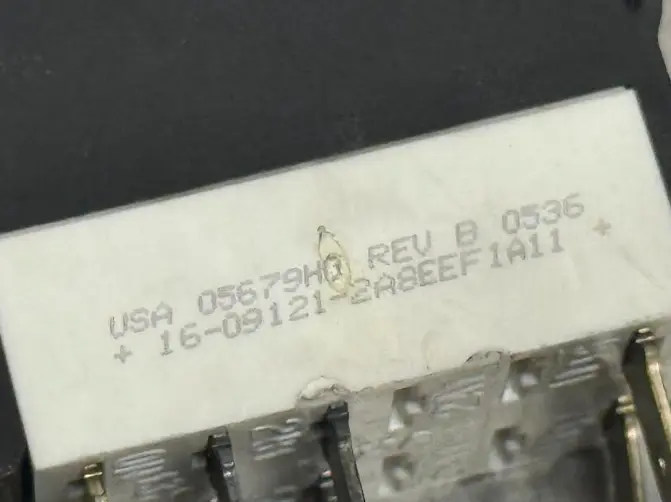 USA 05679H0 REV B 0536 +
+ 16-09121-2A8EEF1A11